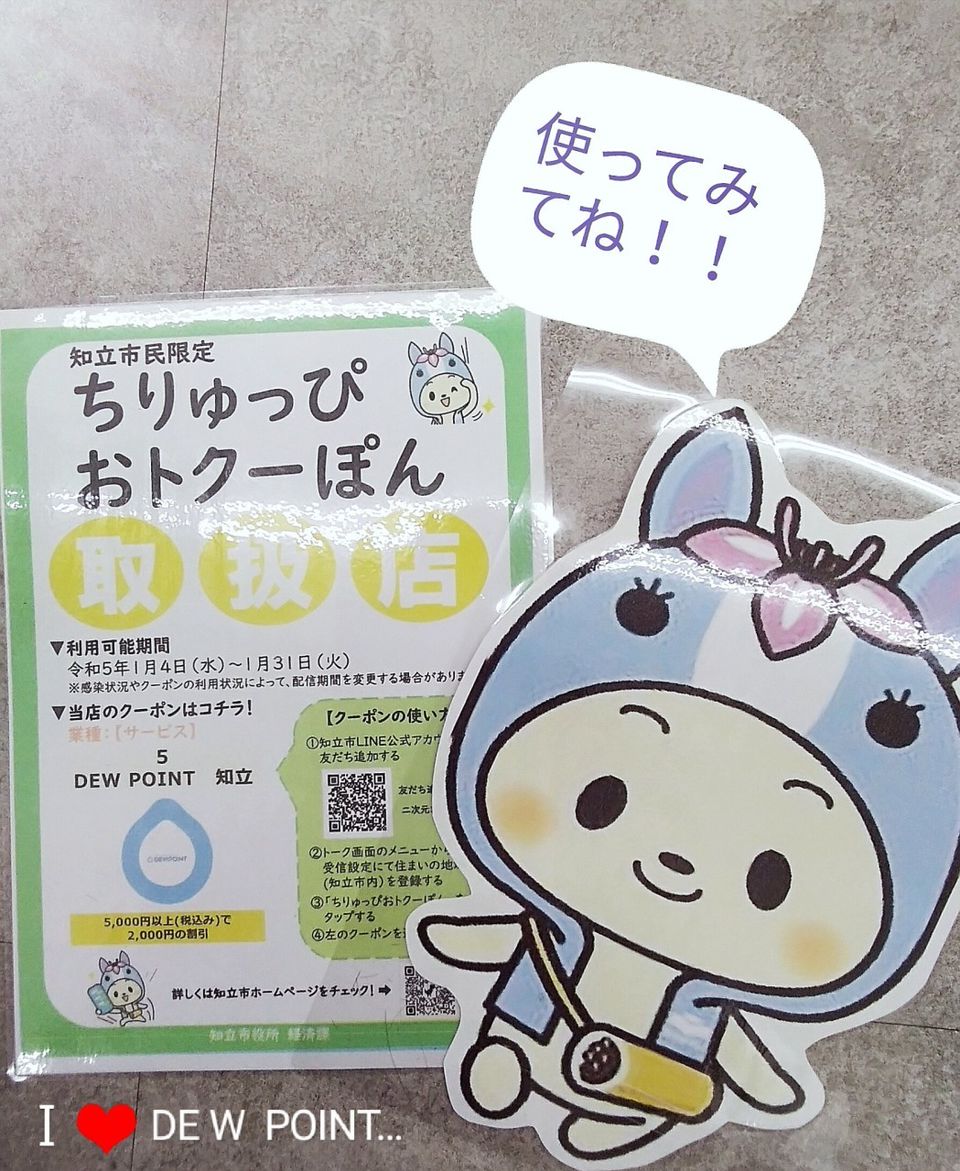 使ってみ
てね！！
知立市民限定
ちりゅっぴ
おトクーぽん
取扱店
▼利用可能期間
令和5年1月4日(水)～1月31日(火)
※感染状況やクーポンの利用状況によって、配信期間を変更する場合があり
▼当店のクーポンはコチラ!
業種:【サービス】
5
DEW POINT 知立
DEWPOINT
5,000円以上(税込み)で
2,000円の割引
【クーポンの使い方
①知立市LINE公式アカウ
友だち追加する
友だち追
二次元
②トーク画面のメニューから
受信設定にて住まいの地
(知立市内)を登録する
③「ちりゅっぴおトクーぽん
タップする
④左のクーポンを
詳しくは知立市ホームページをチェック!➡
知立市役所 経済課
I ❤ DEW POINT...